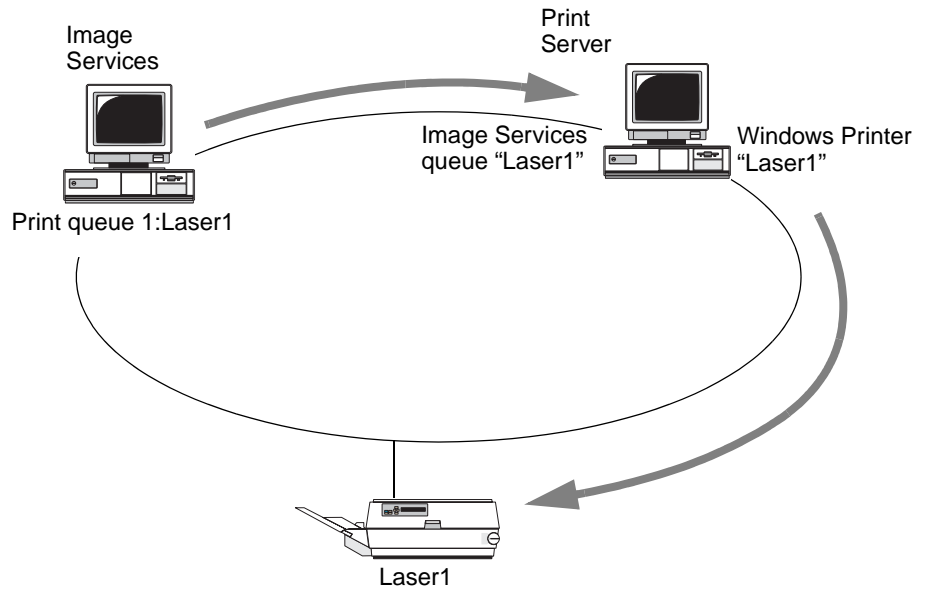 Image
Services
Print
Server
Image Services
queue “Laser1”
Windows Printer
“Laser1”
Print queue 1:Laser1
Laser1